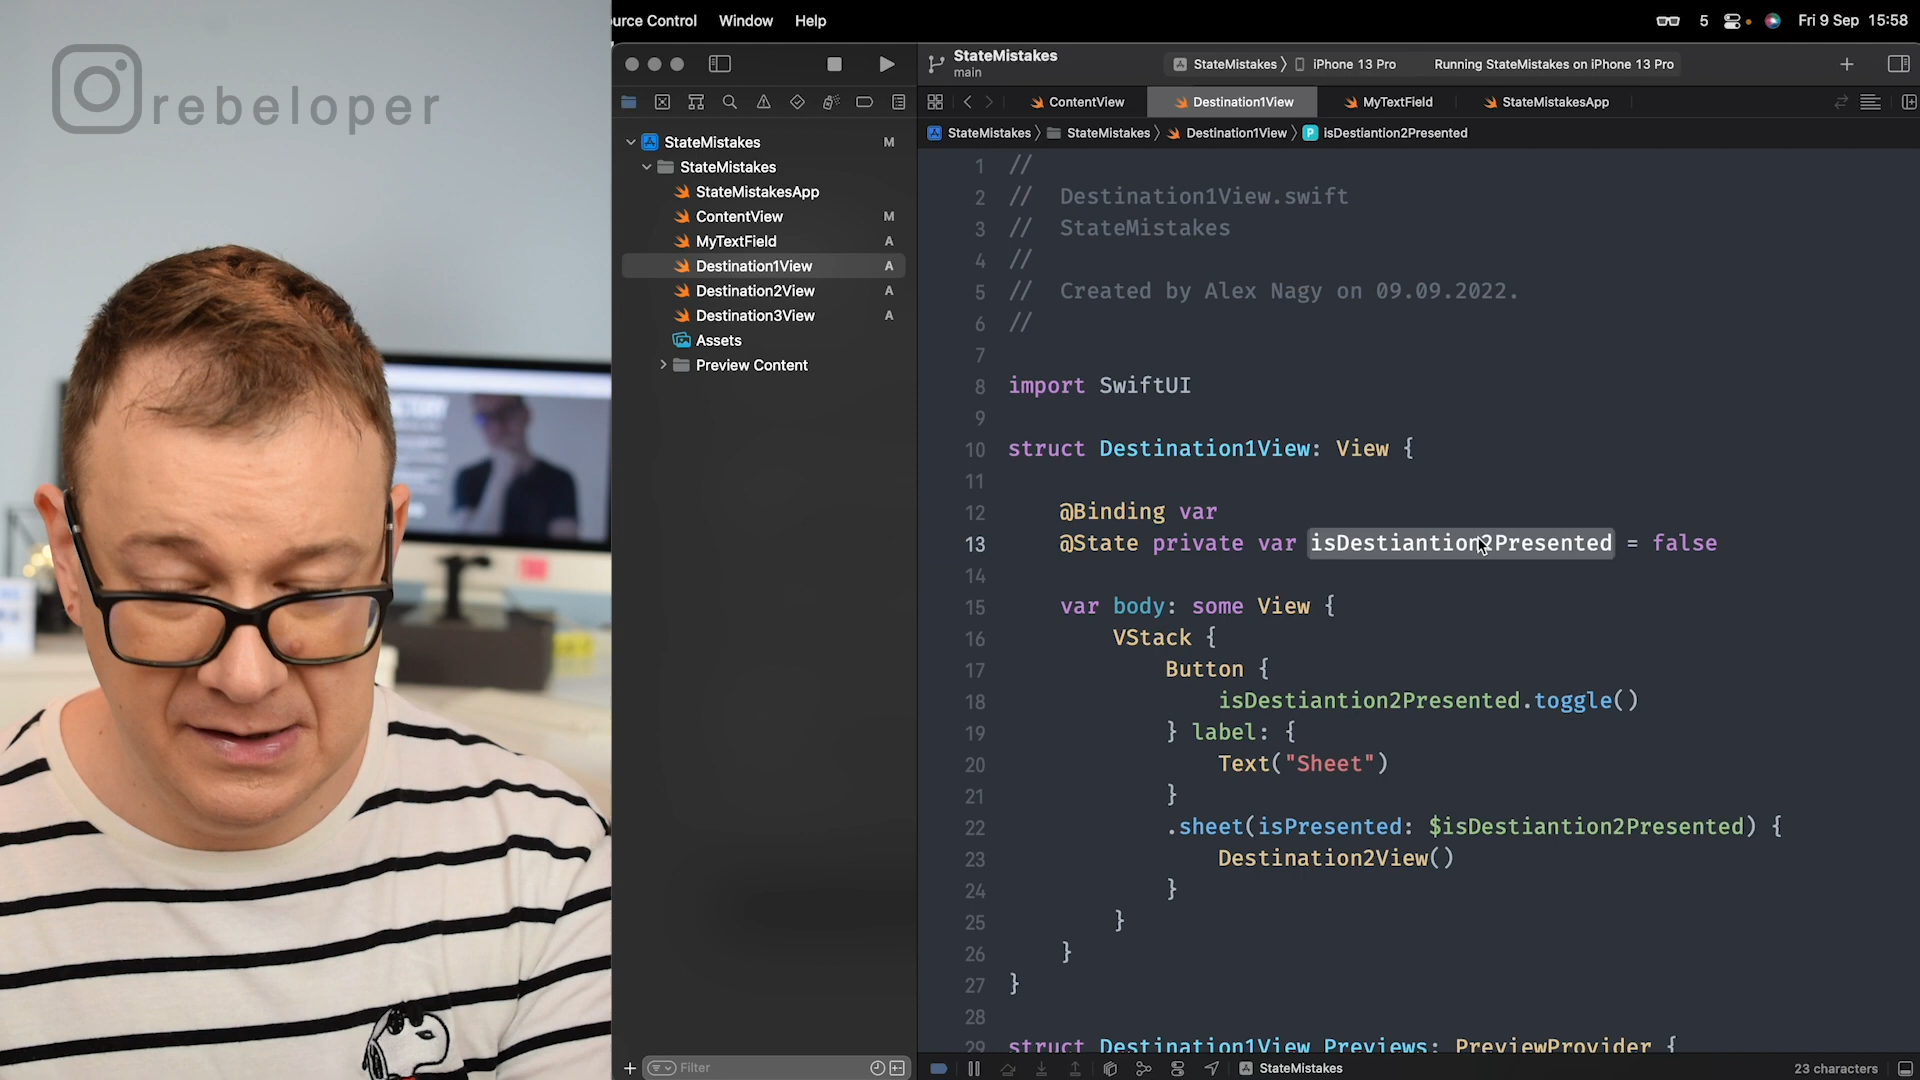 rebeloper
urce Control Window Help
5 Fri 9 Sep 15:58
StateMistakes
main
StateMistakes 〉 iPhone 13 Pro Running StateMistakes on iPhone 13 Pro
ContentView Destination1View MyTextField StateMistakesApp
StateMistakes 〉 StateMistakes 〉 Destination1View 〉 P isDestiantion2Presented
StateMistakes M
StateMistakes
StateMistakesApp
ContentView M
MyTextField A
Destination1View A
Destination2View A
Destination3View A
Assets
Preview Content
1 //
2 // Destination1View.swift
3 // StateMistakes
4 //
5 // Created by Alex Nagy on 09.09.2022.
6 //
7
8 import SwiftUI
9
10 struct Destination1View: View {
11
12 @Binding var
13 @State private var isDestiantion2Presented = false
14
15 var body: some View {
16 VStack {
17 Button {
18 isDestiantion2Presented.toggle()
19 } label: {
20 Text("Sheet")
21 }
22 .sheet(isPresented: $isDestiantion2Presented) {
23 Destination2View()
24 }
25 }
26 }
27 }
28
29 struct Destination1View_Previews: PreviewProvider {
Filter
StateMistakes
23 characters